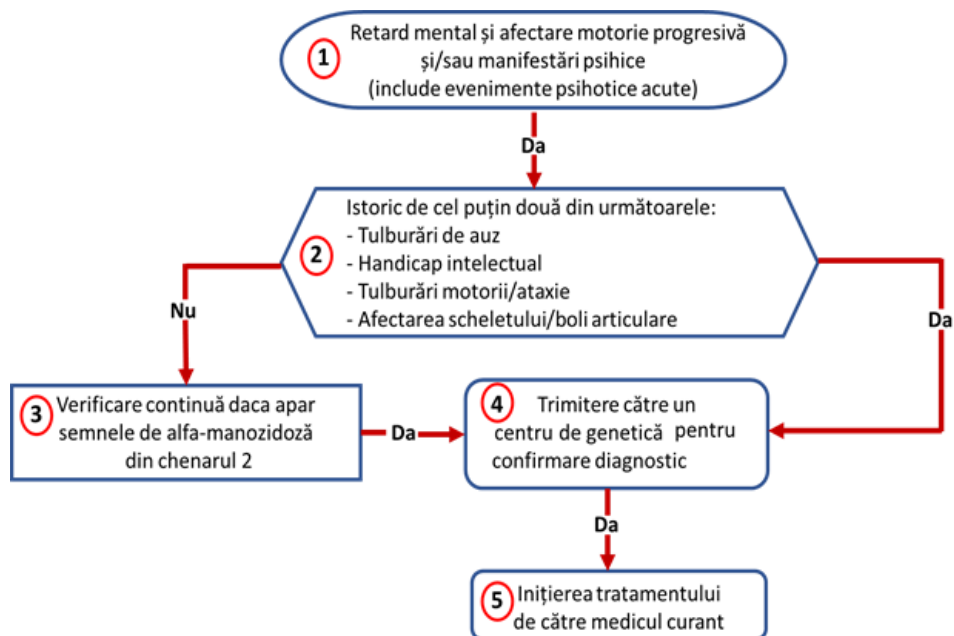 1
Retard mental și afectare motorie progresivă
și/sau manifestări psihice
(include evenimente psihotice acute)
Da
2
Istoric de cel puțin două din următoarele:
- Tulburări de auz
- Handicap intelectual
- Tulburări motorii/ataxie
- Afectarea scheletului/boli articulare
Nu
Da
3
Verificare continuă daca apar
semnele de alfa-manozidoză
din chenarul 2
Da
4
Trimitere către un
centru de genetică pentru
confirmare diagnostic
Da
5
Inițierea tratamentului
de către medicul curant